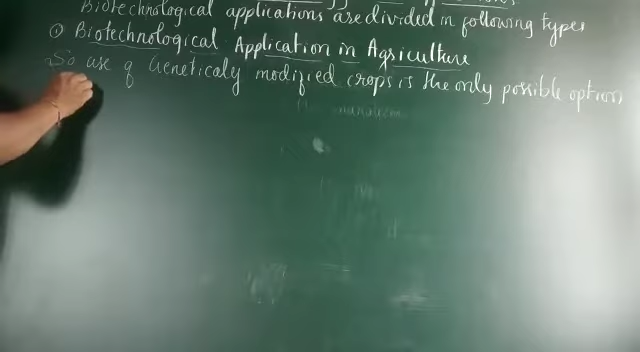 Biotechnological applications are divided in following types
① Biotechnological Application in Agriculture
So use of Genetically modified crops is the only possible option